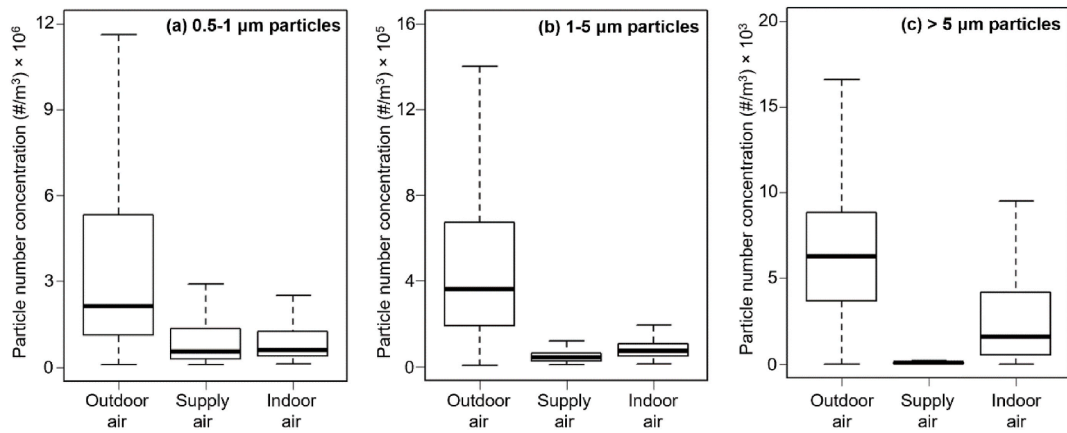 Particle number concentration (#/m³) × 10⁶
12
9
6
3
0
(a) 0.5-1 µm particles
Outdoor air
Supply air
Indoor air
Particle number concentration (#/m³) × 10⁵
16
12
8
4
0
(b) 1-5 µm particles
Outdoor air
Supply air
Indoor air
Particle number concentration (#/m³) × 10³
20
15
10
5
0
(c) > 5 µm particles
Outdoor air
Supply air
Indoor air